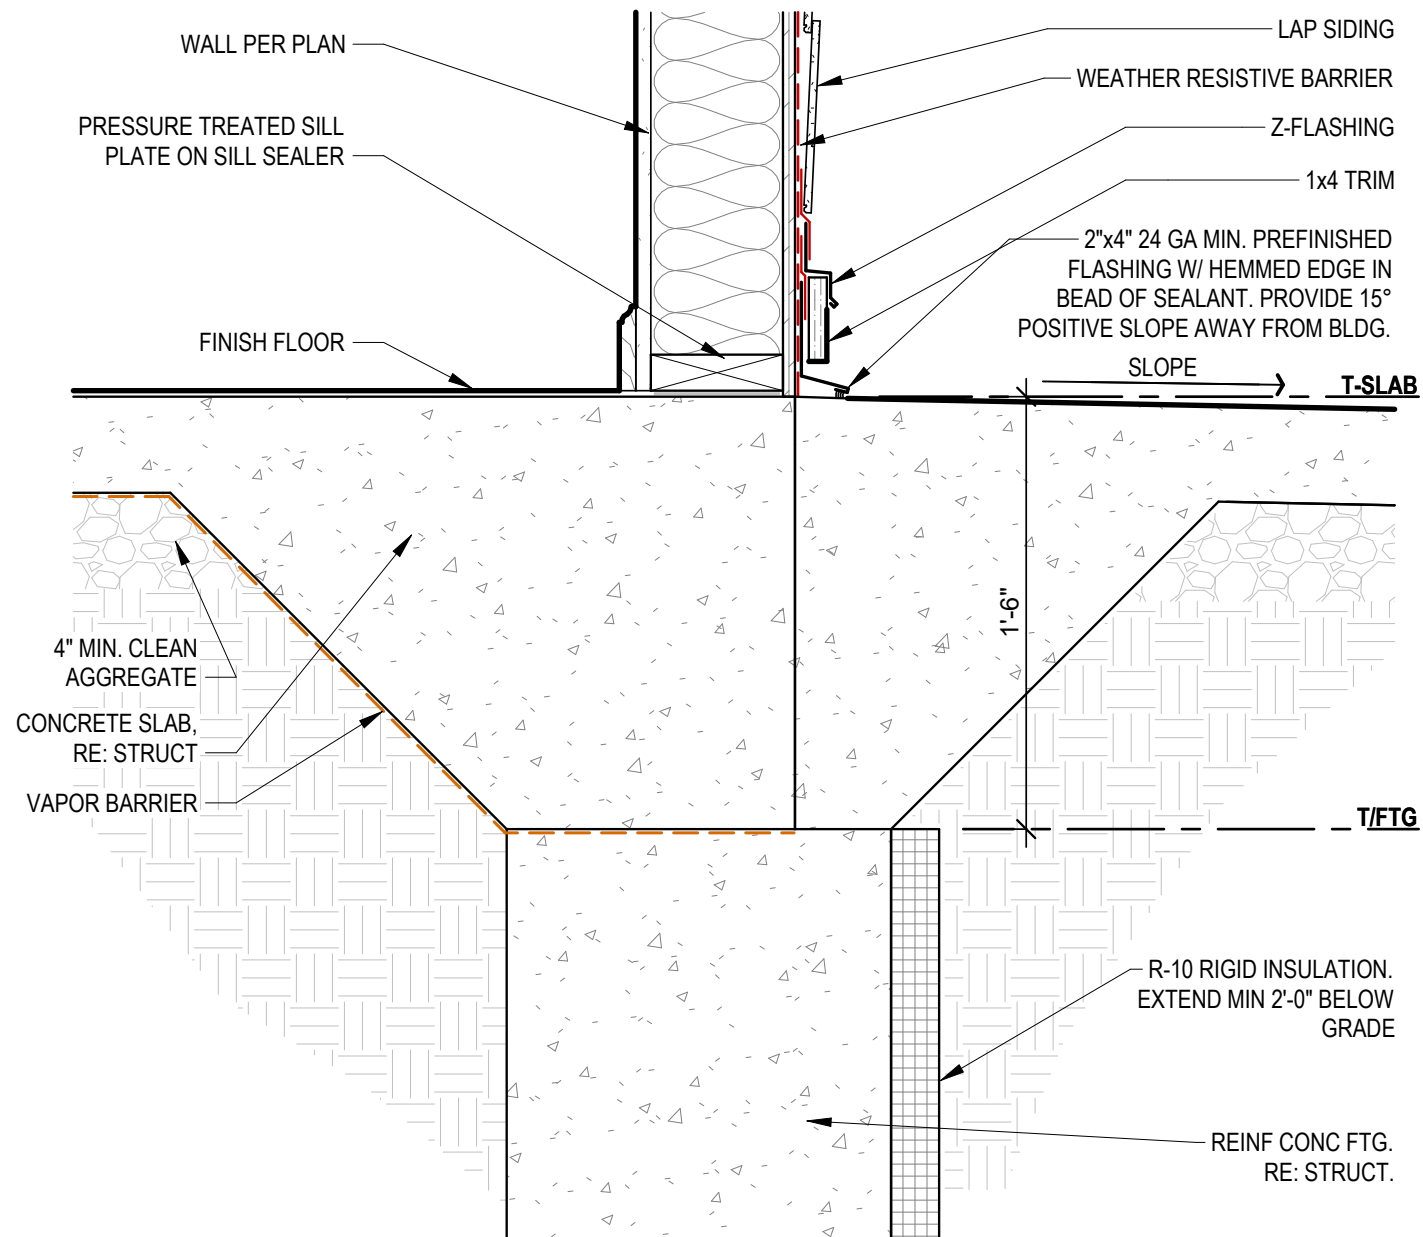 WALL PER PLAN
PRESSURE TREATED SILL
PLATE ON SILL SEALER
FINISH FLOOR
4" MIN. CLEAN
AGGREGATE
CONCRETE SLAB,
RE: STRUCT
VAPOR BARRIER
LAP SIDING
WEATHER RESISTIVE BARRIER
Z-FLASHING
1x4 TRIM
2"x4" 24 GA MIN. PREFINISHED
FLASHING W/ HEMMED EDGE IN
BEAD OF SEALANT. PROVIDE 15°
POSITIVE SLOPE AWAY FROM BLDG.
SLOPE
T-SLAB
1'-6"
T/FTG
R-10 RIGID INSULATION.
EXTEND MIN 2'-0" BELOW
GRADE
REINF CONC FTG.
RE: STRUCT.